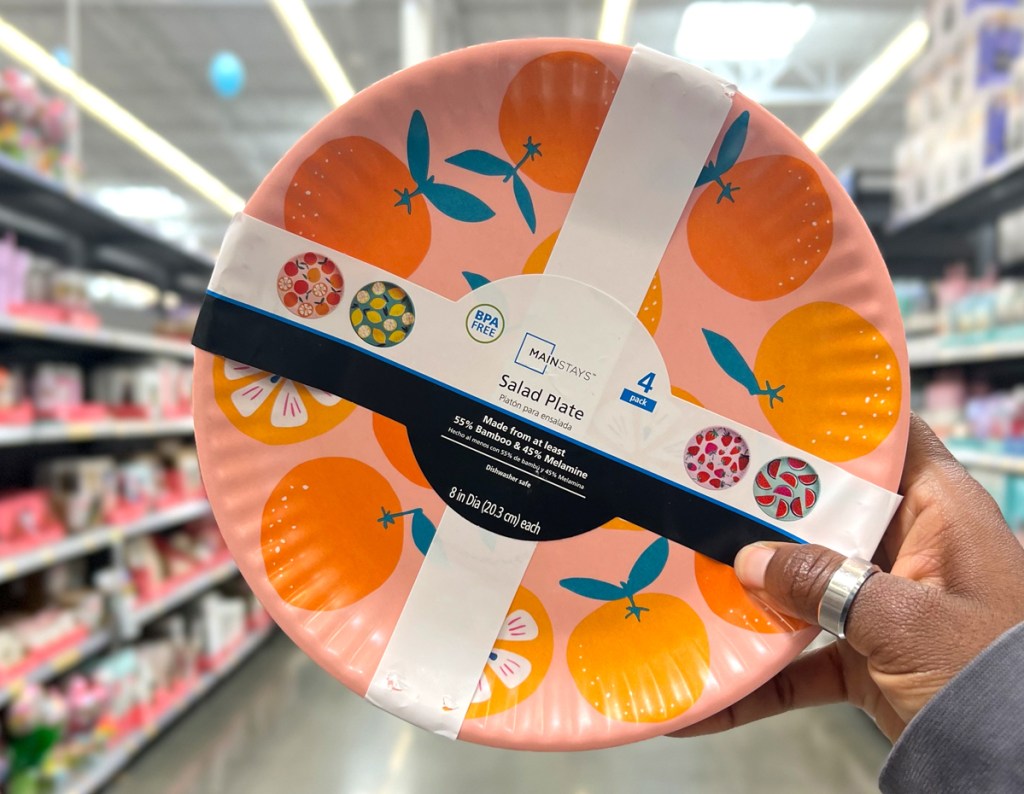 BPA
FREE
MAINSTAYS™
Salad Plate
Platón para ensalada
4
pack
Made from at least
55% Bamboo & 45% Melamine
Hecho al menos con 55% de bambú y 45% Melamina
Dishwasher safe
8 in Dia (20.3 cm) each